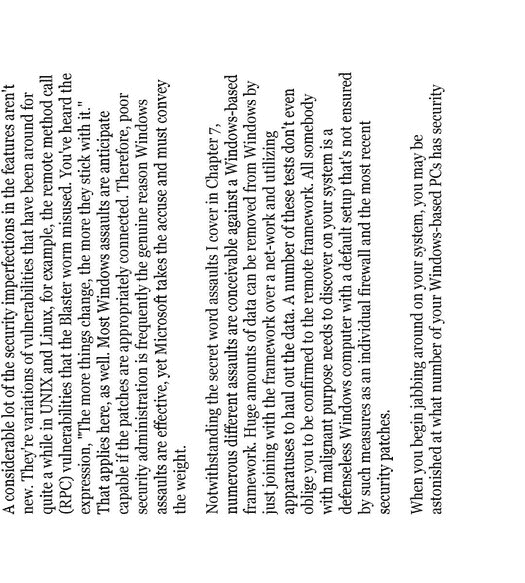 A considerable lot of the security imperfections in the features aren't
new. They're variations of vulnerabilities that have been around for
quite a while in UNIX and Linux, for example, the remote method call
(RPC) vulnerabilities that the Blaster worm misused. You've heard the
expression, "The more things change, the more they stick with it."
That applies here, as well. Most Windows assaults are anticipate
capable if the patches are appropriately connected. Therefore, poor
security administration is frequently the genuine reason Windows
assaults are effective, yet Microsoft takes the accuse and must convey
the weight.
Notwithstanding the secret word assaults I cover in Chapter 7,
numerous different assaults are conceivable against a Windows-based
framework. Huge amounts of data can be removed from Windows by
just joining with the framework over a net-work and utilizing
apparatuses to haul out the data. A number of these tests don't even
oblige you to be confirmed to the remote framework. All somebody
with malignant purpose needs to discover on your system is a
defenseless Windows computer with a default setup that's not ensured
by such measures as an individual firewall and the most recent
security patches.
When you begin jabbing around on your system, you may be
astonished at what number of your Windows-based PCs has security